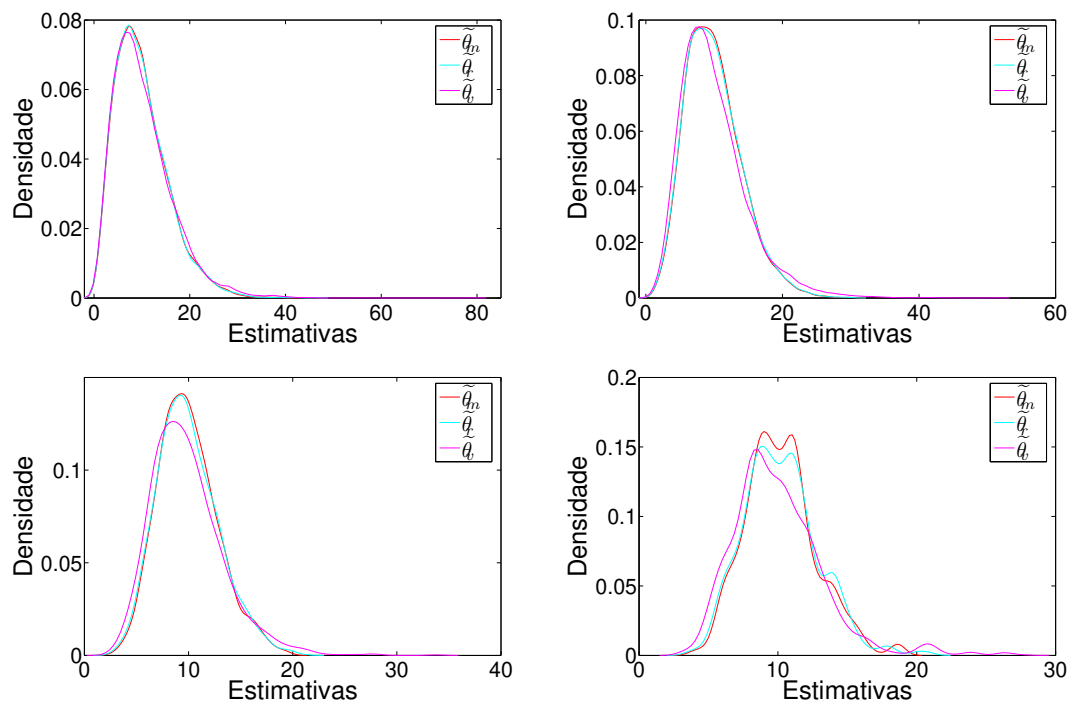 0.08
0.06
0.04
0.02
0
Densidade
0 20 40 60 80
Estimativas
θ̃m
θ̃r
θ̃v
0.1
0.08
0.06
0.04
0.02
0
Densidade
0 20 40 60
Estimativas
θ̃m
θ̃r
θ̃v
0.1
0.05
Densidade
0 10 20 30 40
Estimativas
θ̃m
θ̃r
θ̃v
0.2
0.15
0.1
0.05
0
Densidade
0 10 20 30
Estimativas
θ̃m
θ̃r
θ̃v